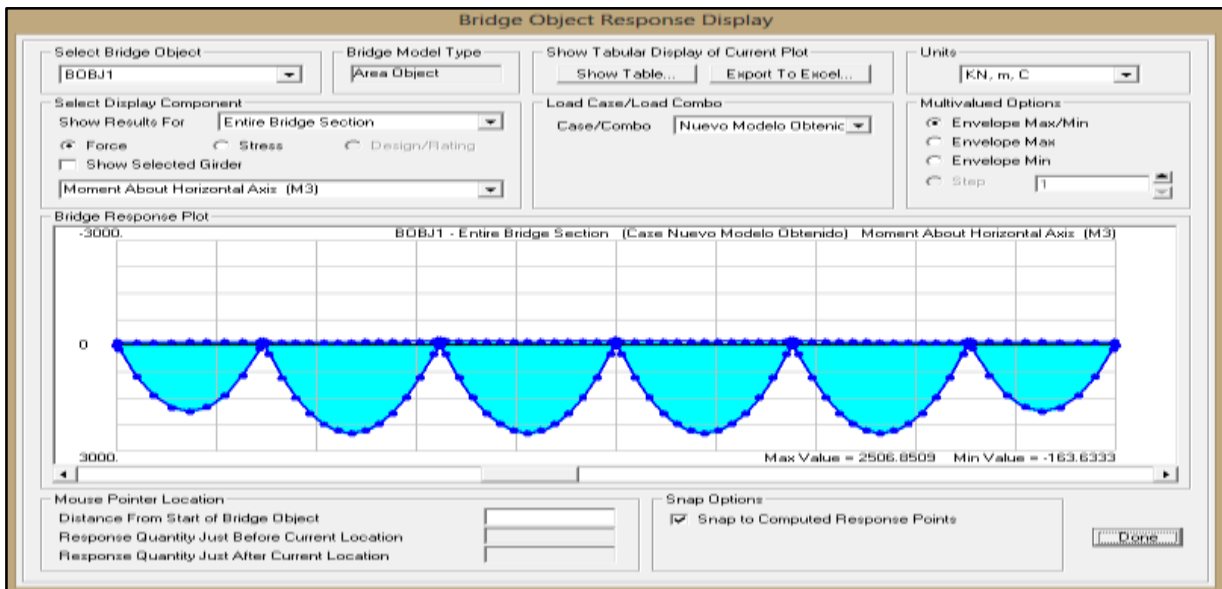 Bridge Object Response Display
Select Bridge Object
BOBJ1
Bridge Model Type
Area Object
Show Tabular Display of Current Plot
Show Table...
Export To Excel...
Units
KN, m, C
Select Display Component
Show Results For
Entire Bridge Section
Force
Stress
Design/Rating
Show Selected Girder
Moment About Horizontal Axis (M3)
Load Case/Load Combo
Case/Combo
Nuevo Modelo Obtenic
Multivalued Options
Envelope Max/Min
Envelope Max
Envelope Min
Step
1
Bridge Response Plot
-3000.
BOBJ1 - Entire Bridge Section (Case Nuevo Modelo Obtenido) Moment About Horizontal Axis (M3)
0
3000.
Max Value = 2506.8509 Min Value = -163.6333
Mouse Pointer Location
Distance From Start of Bridge Object
Response Quantity Just Before Current Location
Response Quantity Just After Current Location
Snap Options
Snap to Computed Response Points
Done